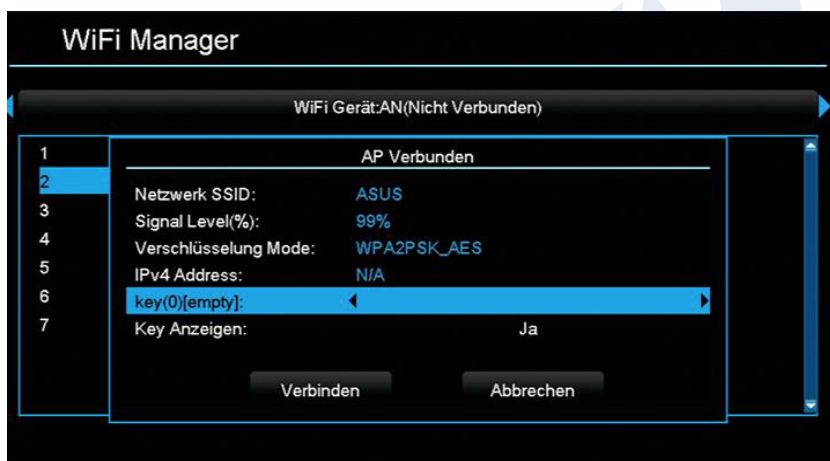 WiFi Manager
WiFi Gerät:AN(Nicht Verbunden)
AP Verbunden
1
2
3
4
5
6
7
Netzwerk SSID: ASUS
Signal Level(%): 99%
Verschlüsselung Mode: WPA2PSK_AES
IPv4 Address: N/A
key(0)[empty]:
Key Anzeigen: Ja
Verbinden Abbrechen